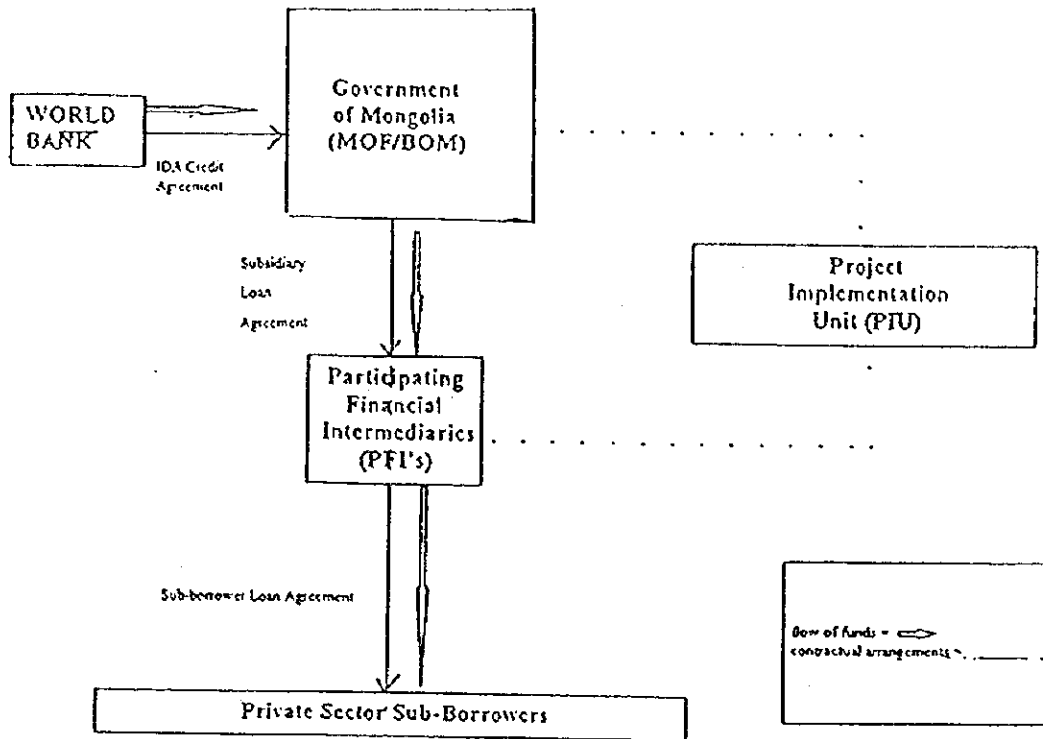 WORLD
BANK
Government
of Mongolia
(MOF/BOM)
IDA Credit
Agreement
Subsidiary
Loan
Agreement
Project
Implementation
Unit (PIU)
Participating
Financial
Intermediaries
(PFI's)
Sub-borrower Loan Agreement
flow of funds =
contractual arrangements =
Private Sector Sub-Borrowers